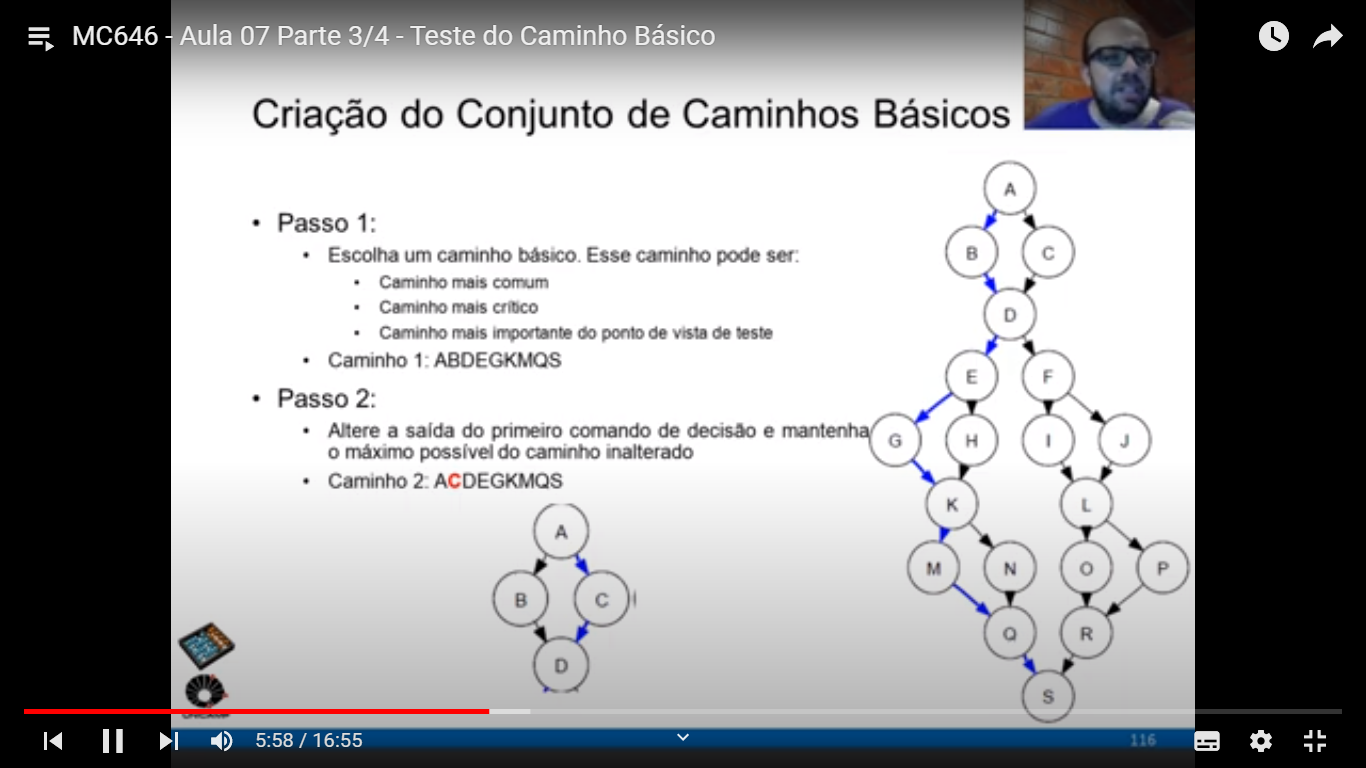 MC646 - Aula 07 Parte 3/4 - Teste do Caminho Básico
Criação do Conjunto de Caminhos Básicos
• Passo 1:
• Escolha um caminho básico. Esse caminho pode ser:
• Caminho mais comum
• Caminho mais crítico
• Caminho mais importante do ponto de vista de teste
• Caminho 1: ABDEGKMQS
• Passo 2:
• Altere a saída do primeiro comando de decisão e mantenha
o máximo possível do caminho inalterado
• Caminho 2: ACDEGKMQS
A
B C
D
A
B C
D
E F
G H I J
K L
M N O P
Q R
S
UNICAMP
5:58 / 16:55
116